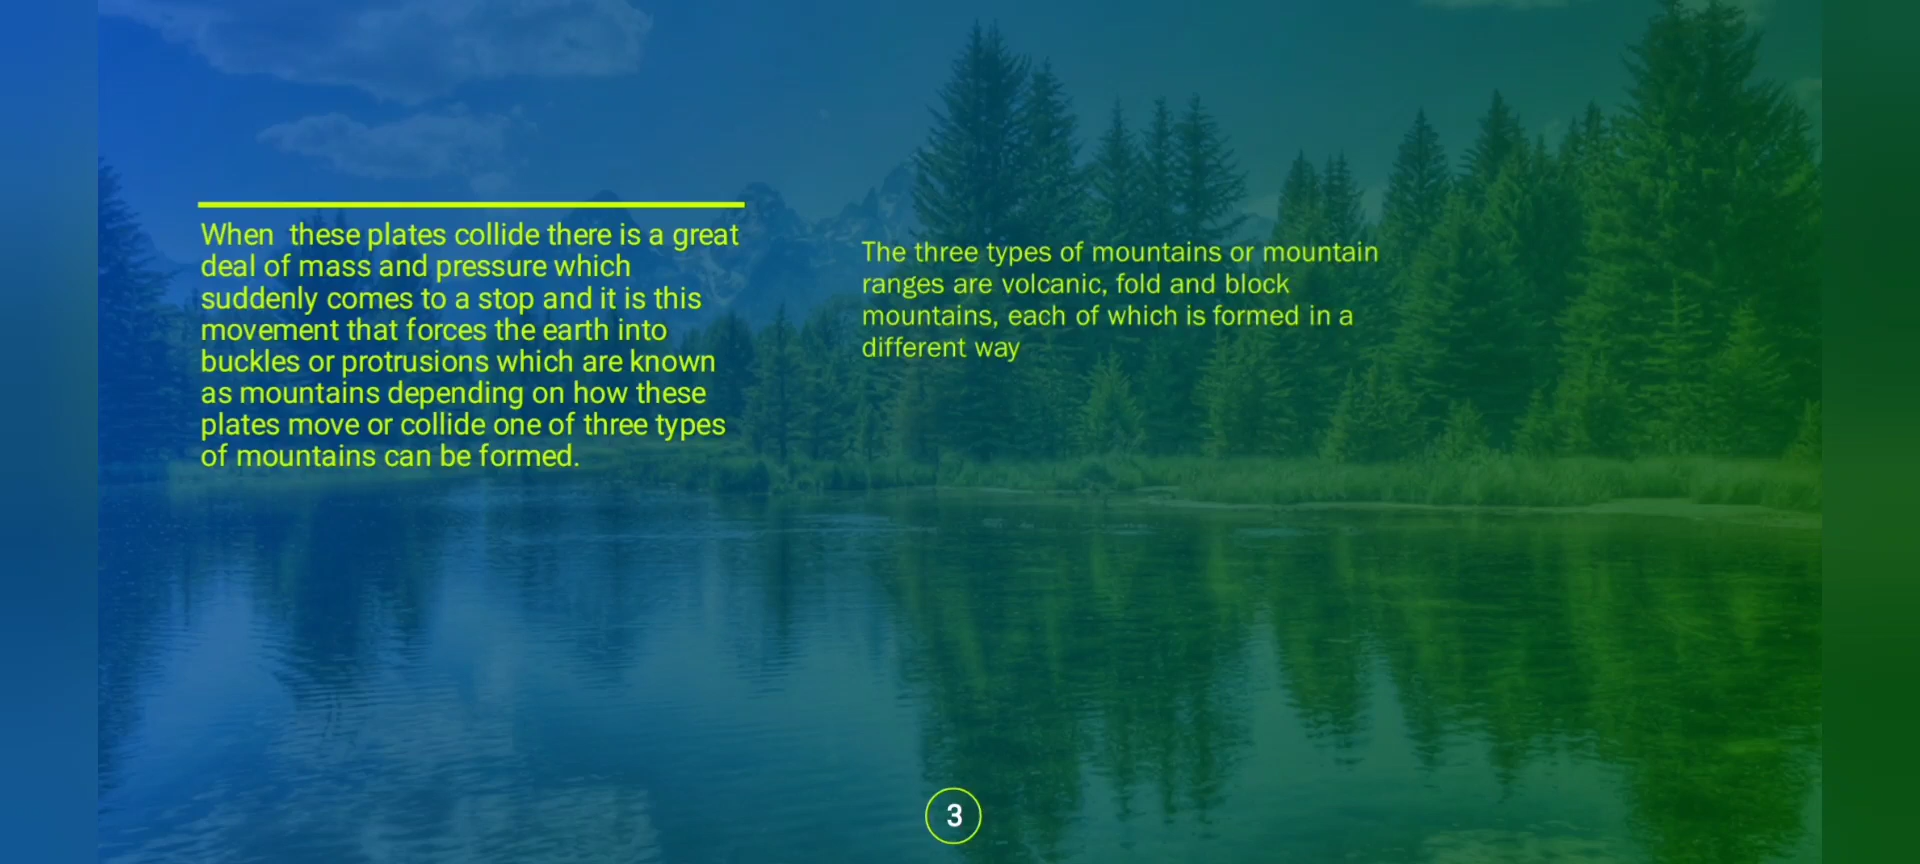 When  these plates collide there is a great
deal of mass and pressure which
suddenly comes to a stop and it is this
movement that forces the earth into
buckles or protrusions which are known
as mountains depending on how these
plates move or collide one of three types
of mountains can be formed.
The three types of mountains or mountain
ranges are volcanic, fold and block
mountains, each of which is formed in a
different way
3